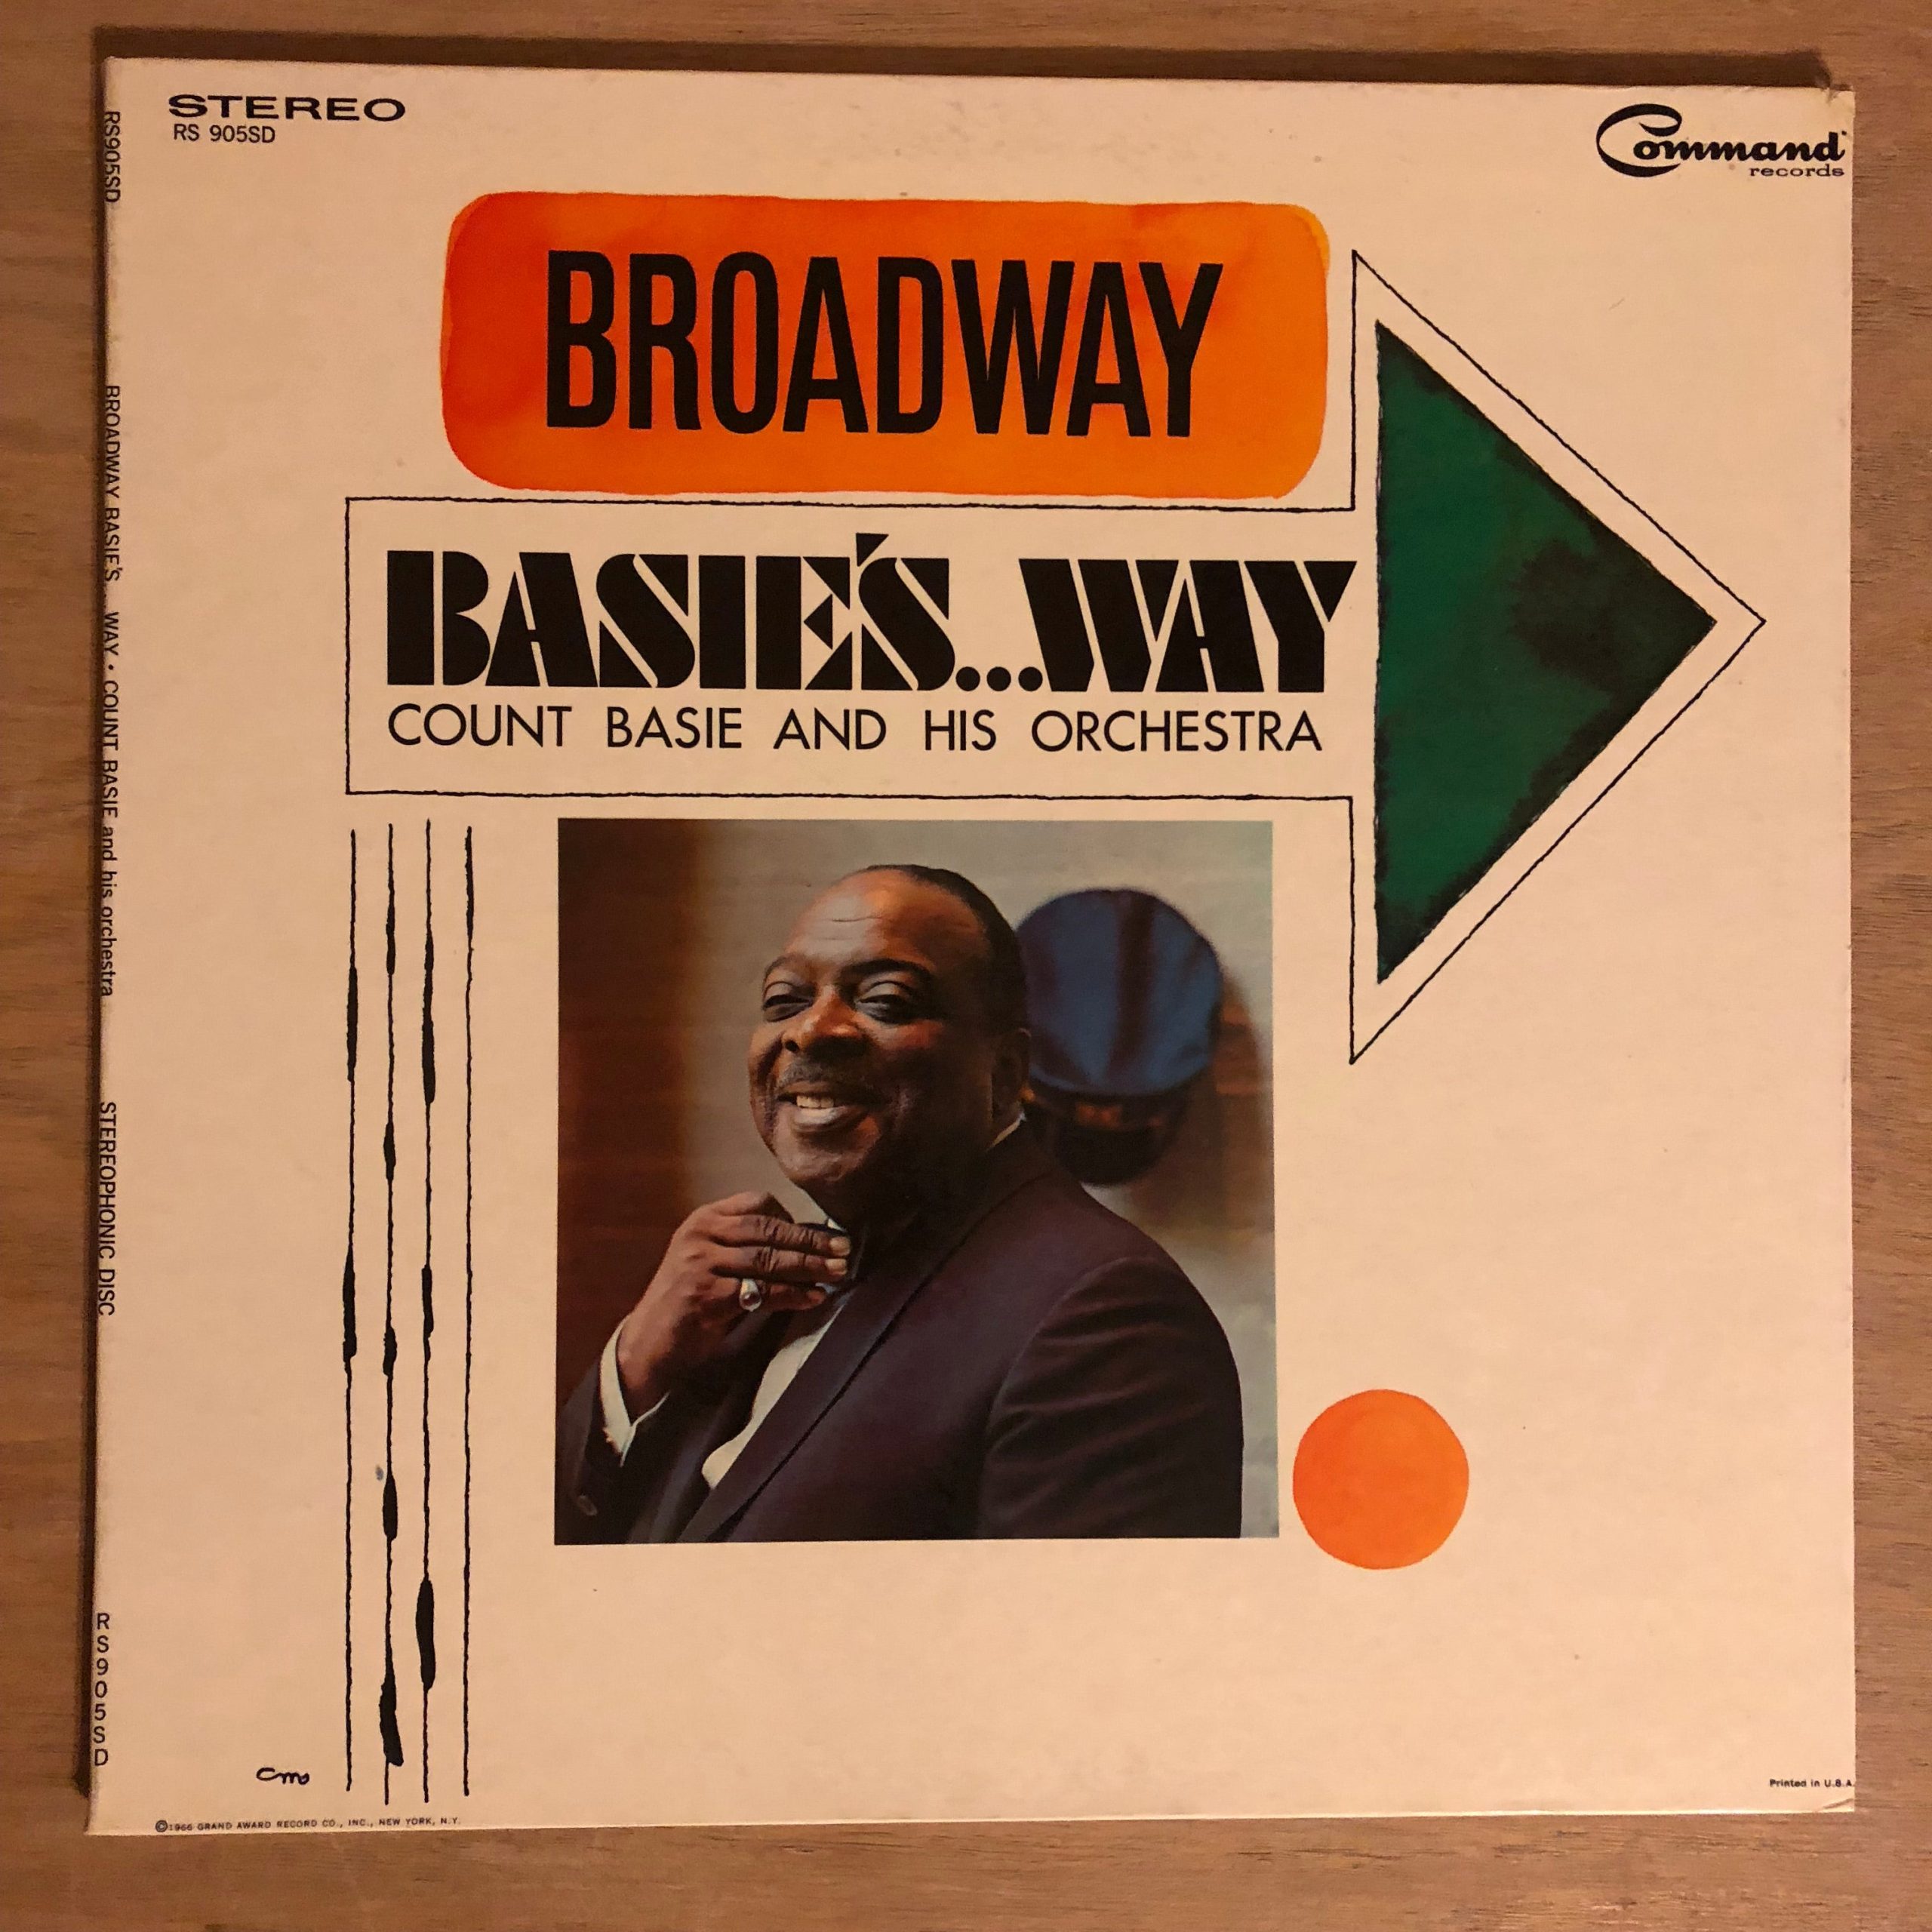 STEREO
RS 905SD
Command
records
BROADWAY
BASIE'S...WAY
COUNT BASIE AND HIS ORCHESTRA
RS905SD
BROADWAY BASIE'S... WAY • COUNT BASIE and his orchestra
STEREOPHONIC DISC
RS905SD
cms
©1966 GRAND AWARD RECORD CO., INC., NEW YORK, N.Y.
Printed in U.S.A.